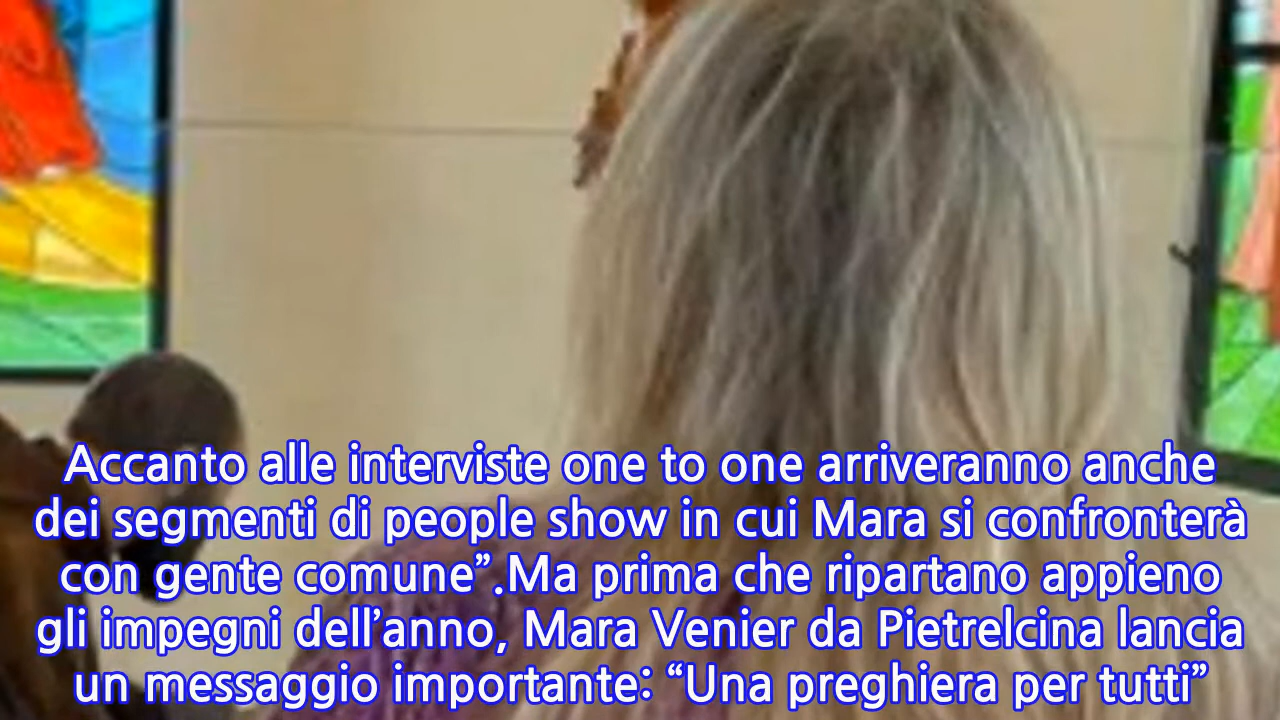 Accanto alle interviste one to one arriveranno anche
dei segmenti di people show in cui Mara si confronterà
con gente comune”.Ma prima che ripartano appieno
gli impegni dell’anno, Mara Venier da Pietrelcina lancia
un messaggio importante: “Una preghiera per tutti”